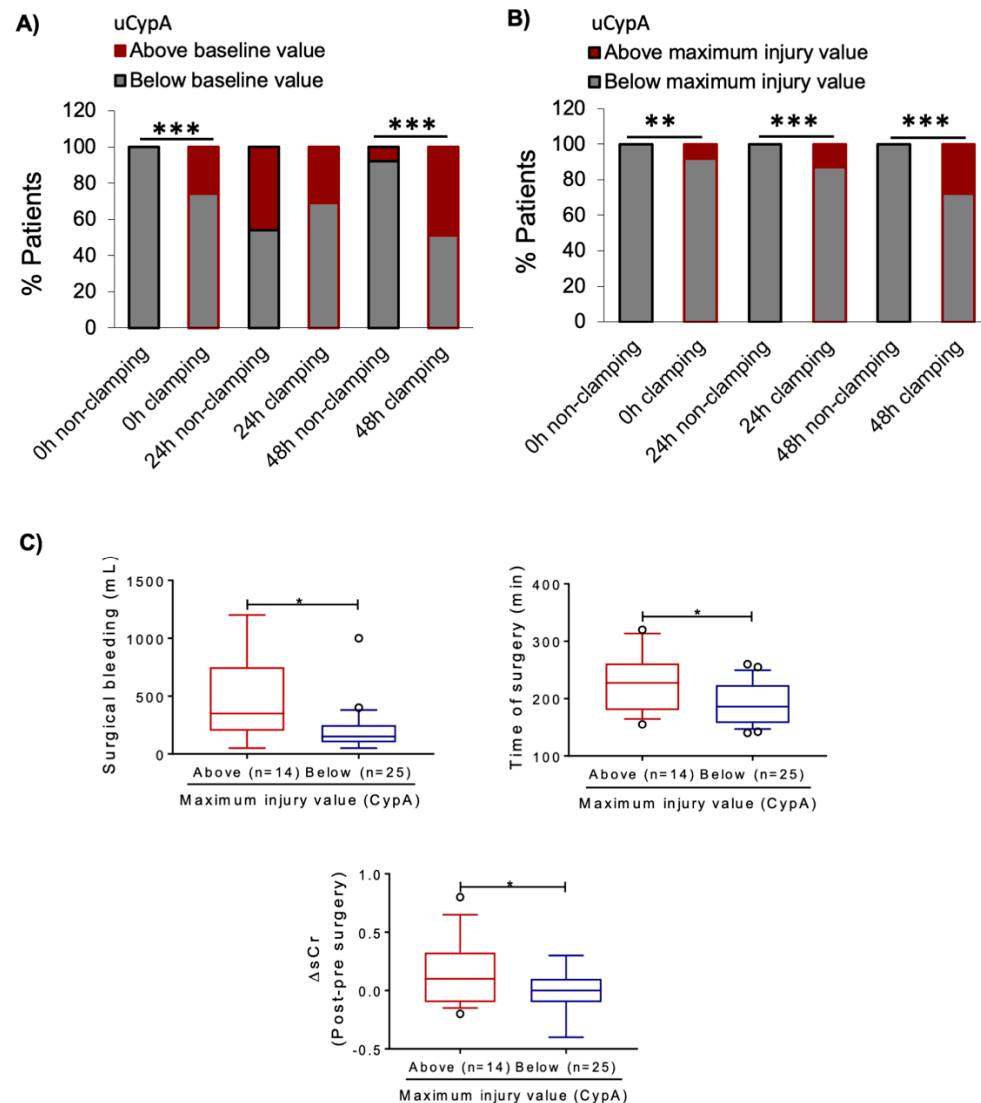 A)
uCypA
Above baseline value
Below baseline value
% Patients
120
100
80
60
40
20
0
***
***
0h non-clamping
0h clamping
24h non-clamping
24h clamping
48h non-clamping
48h clamping
B)
uCypA
Above maximum injury value
Below maximum injury value
% Patients
120
100
80
60
40
20
0
**
***
***
0h non-clamping
0h clamping
24h non-clamping
24h clamping
48h non-clamping
48h clamping
C)
Surgical bleeding (mL)
1500
1000
500
0
*
Above (n=14) Below (n=25)
Maximum injury value (CypA)
Time of surgery (min)
400
300
200
100
*
Above (n=14) Below (n=25)
Maximum injury value (CypA)
ΔsCr
(Post-pre surgery)
1.0
0.5
0.0
-0.5
*
Above (n=14) Below (n=25)
Maximum injury value (CypA)